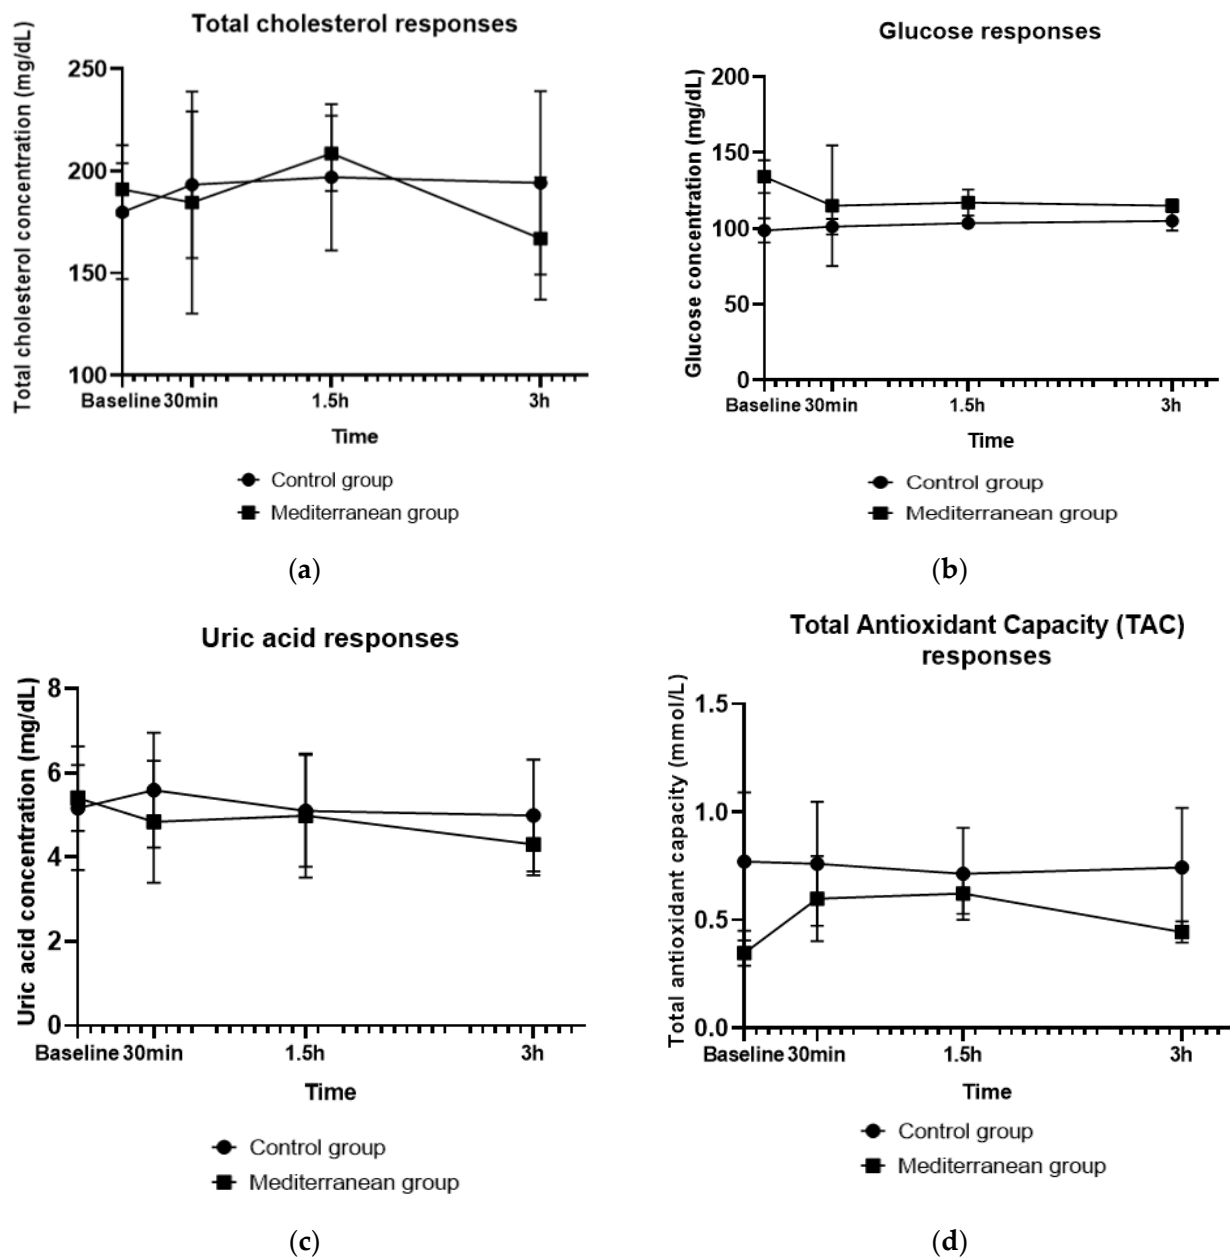 Total cholesterol responses
Total cholesterol concentration (mg/dL)
250
200
150
100
Baseline 30min 1.5h 3h
Time
Control group
Mediterranean group
(a)
Glucose responses
Glucose concentration (mg/dL)
200
150
100
50
0
Baseline 30min 1.5h 3h
Time
Control group
Mediterranean group
(b)
Uric acid responses
Uric acid concentration (mg/dL)
8
6
4
2
0
Baseline 30min 1.5h 3h
Time
Control group
Mediterranean group
(c)
Total Antioxidant Capacity (TAC)
responses
Total antioxidant capacity (mmol/L)
1.5
1.0
0.5
0.0
Baseline 30min 1.5h 3h
Time
Control group
Mediterranean group
(d)